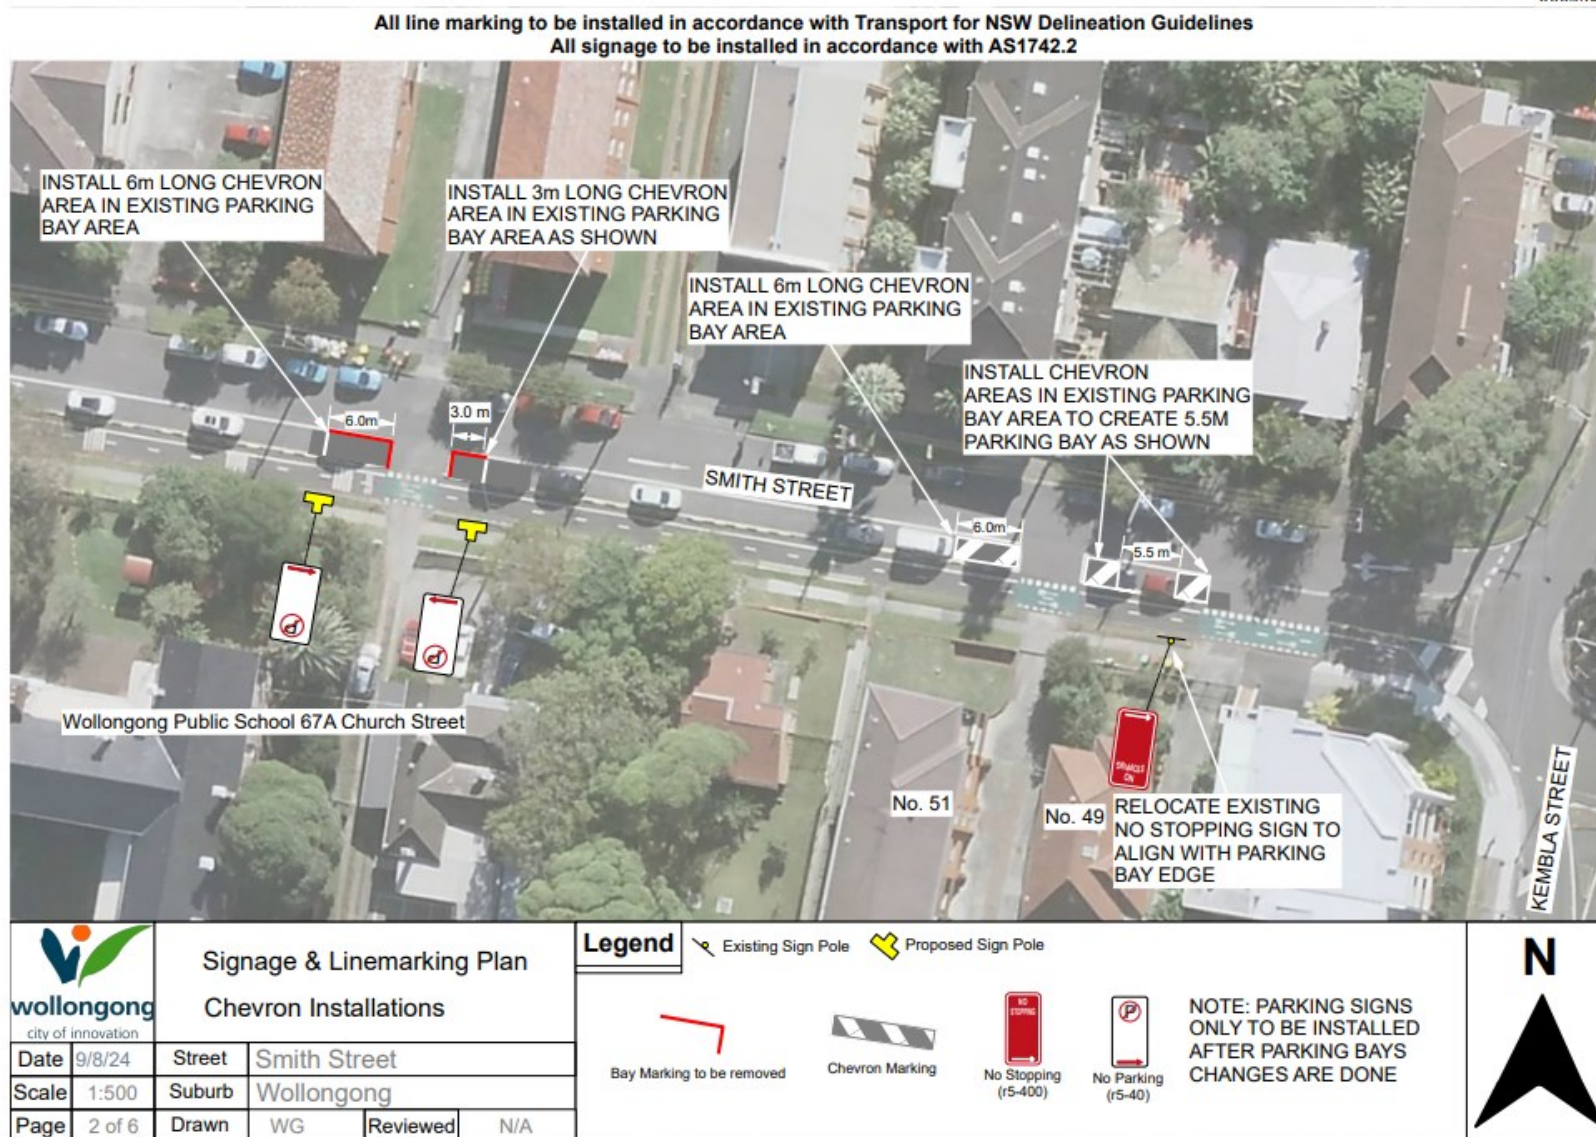 All line marking to be installed in accordance with Transport for NSW Delineation Guidelines
All signage to be installed in accordance with AS1742.2
INSTALL 6m LONG CHEVRON
AREA IN EXISTING PARKING
BAY AREA
INSTALL 3m LONG CHEVRON
AREA IN EXISTING PARKING
BAY AREA AS SHOWN
INSTALL 6m LONG CHEVRON
AREA IN EXISTING PARKING
BAY AREA
INSTALL CHEVRON
AREAS IN EXISTING PARKING
BAY AREA TO CREATE 5.5M
PARKING BAY AS SHOWN
6.0m
3.0 m
SMITH STREET
6.0m
5.5 m
Wollongong Public School 67A Church Street
No. 51
No. 49
NO
STOPPING
RELOCATE EXISTING
NO STOPPING SIGN TO
ALIGN WITH PARKING
BAY EDGE
KEMBLA STREET
wollongong
city of innovation
Signage & Linemarking Plan
Chevron Installations
Date 9/8/24 Street Smith Street
Scale 1:500 Suburb Wollongong
Page 2 of 6 Drawn WG Reviewed N/A
Legend
Existing Sign Pole
Proposed Sign Pole
Bay Marking to be removed
Chevron Marking
NO
STOPPING
No Stopping
(r5-400)
P
No Parking
(r5-40)
NOTE: PARKING SIGNS
ONLY TO BE INSTALLED
AFTER PARKING BAYS
CHANGES ARE DONE
N